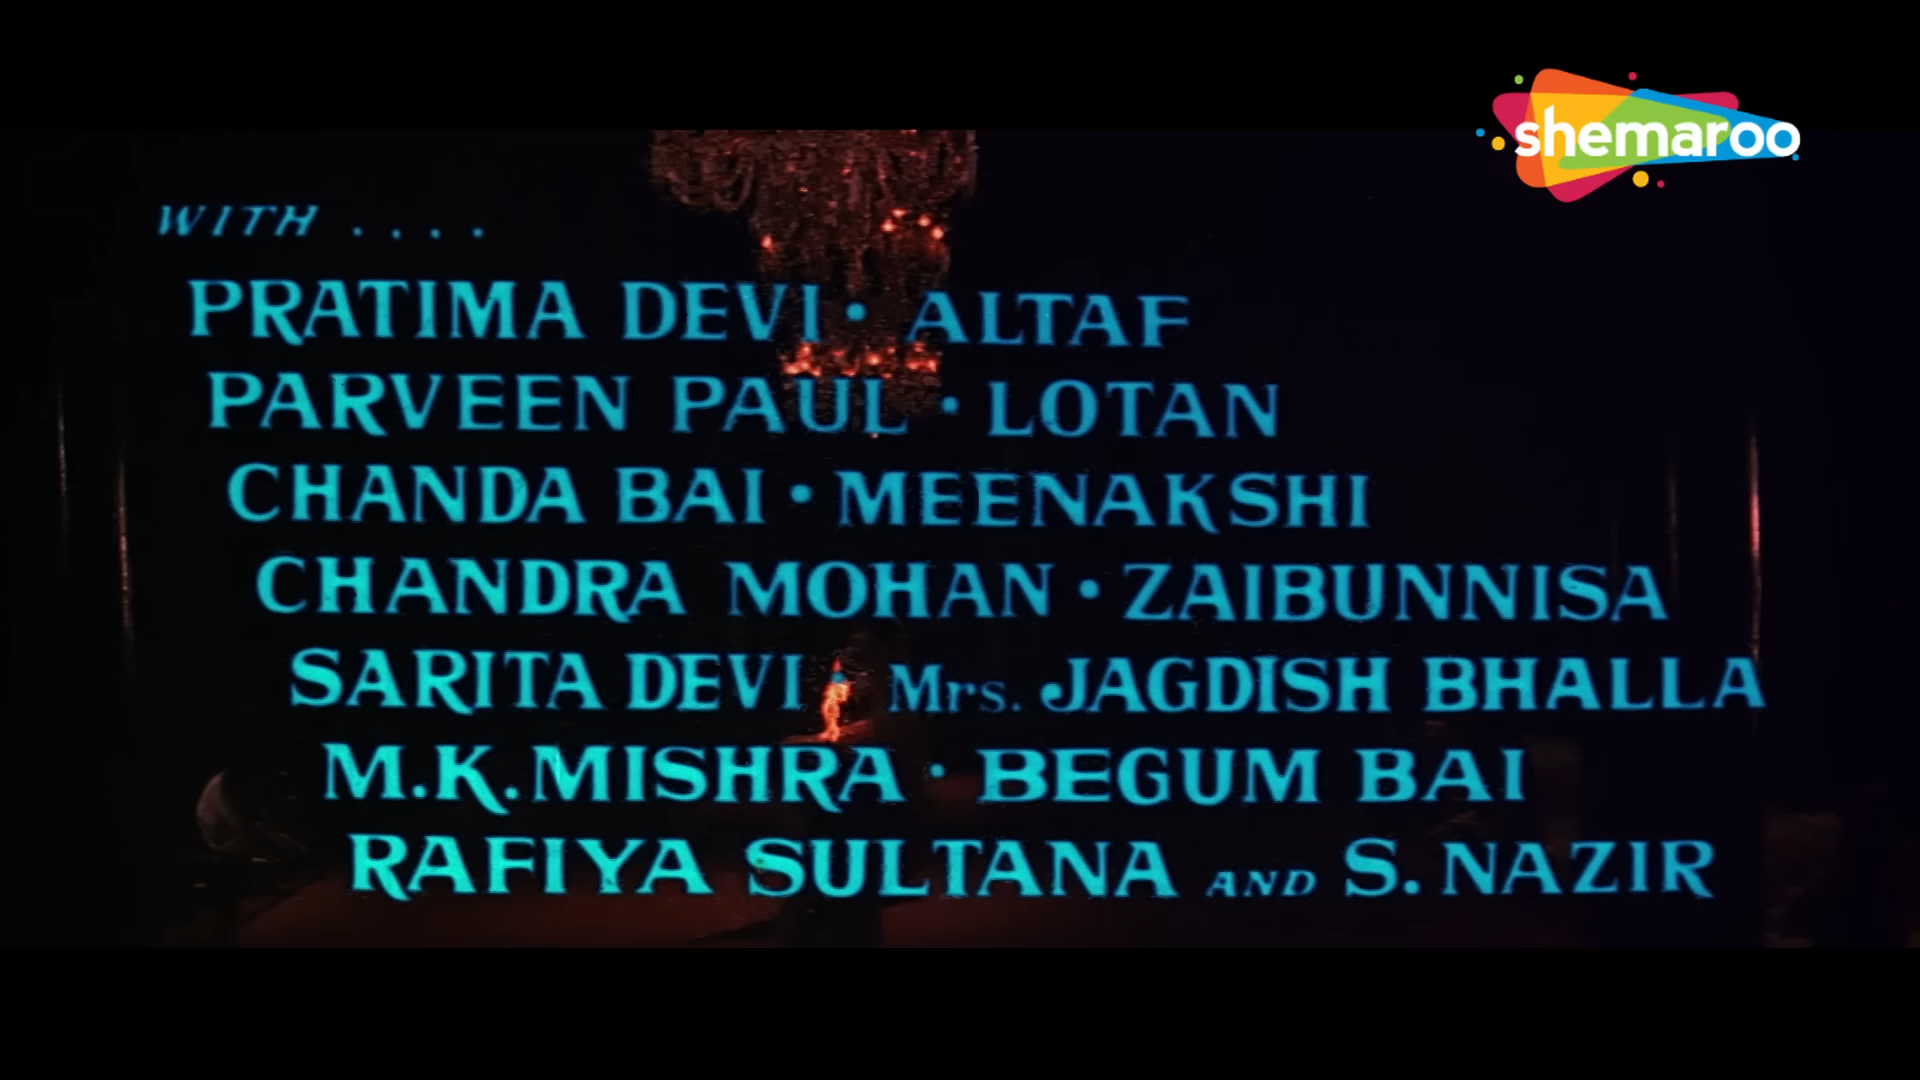 shemaroo
WITH ....
PRATIMA DEVI • ALTAF
PARVEEN PAUL • LOTAN
CHANDA BAI • MEENAKSHI
CHANDRA MOHAN • ZAIBUNNISA
SARITA DEVI • Mrs. JAGDISH BHALLA
M.K. MISHRA • BEGUM BAI
RAFIYA SULTANA AND S. NAZIR